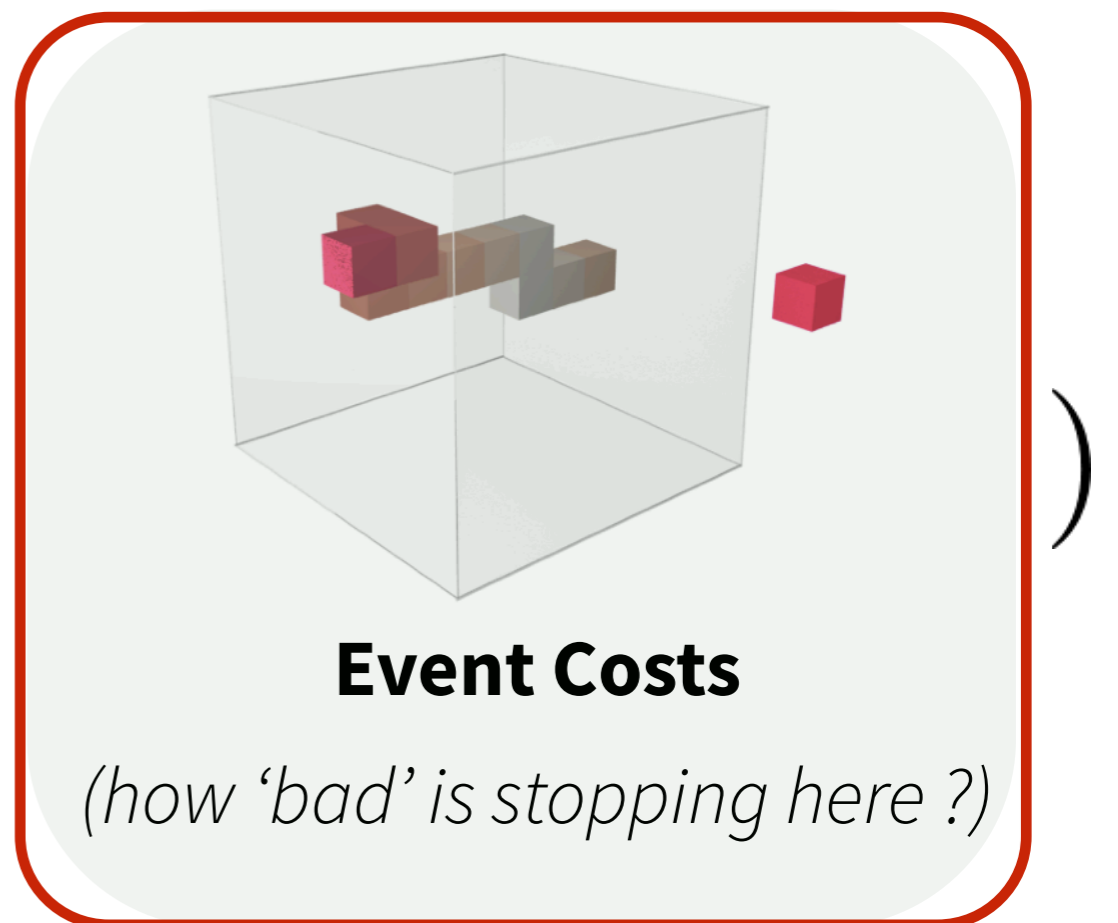 )
Event Costs
(how ‘bad’ is stopping here ?)